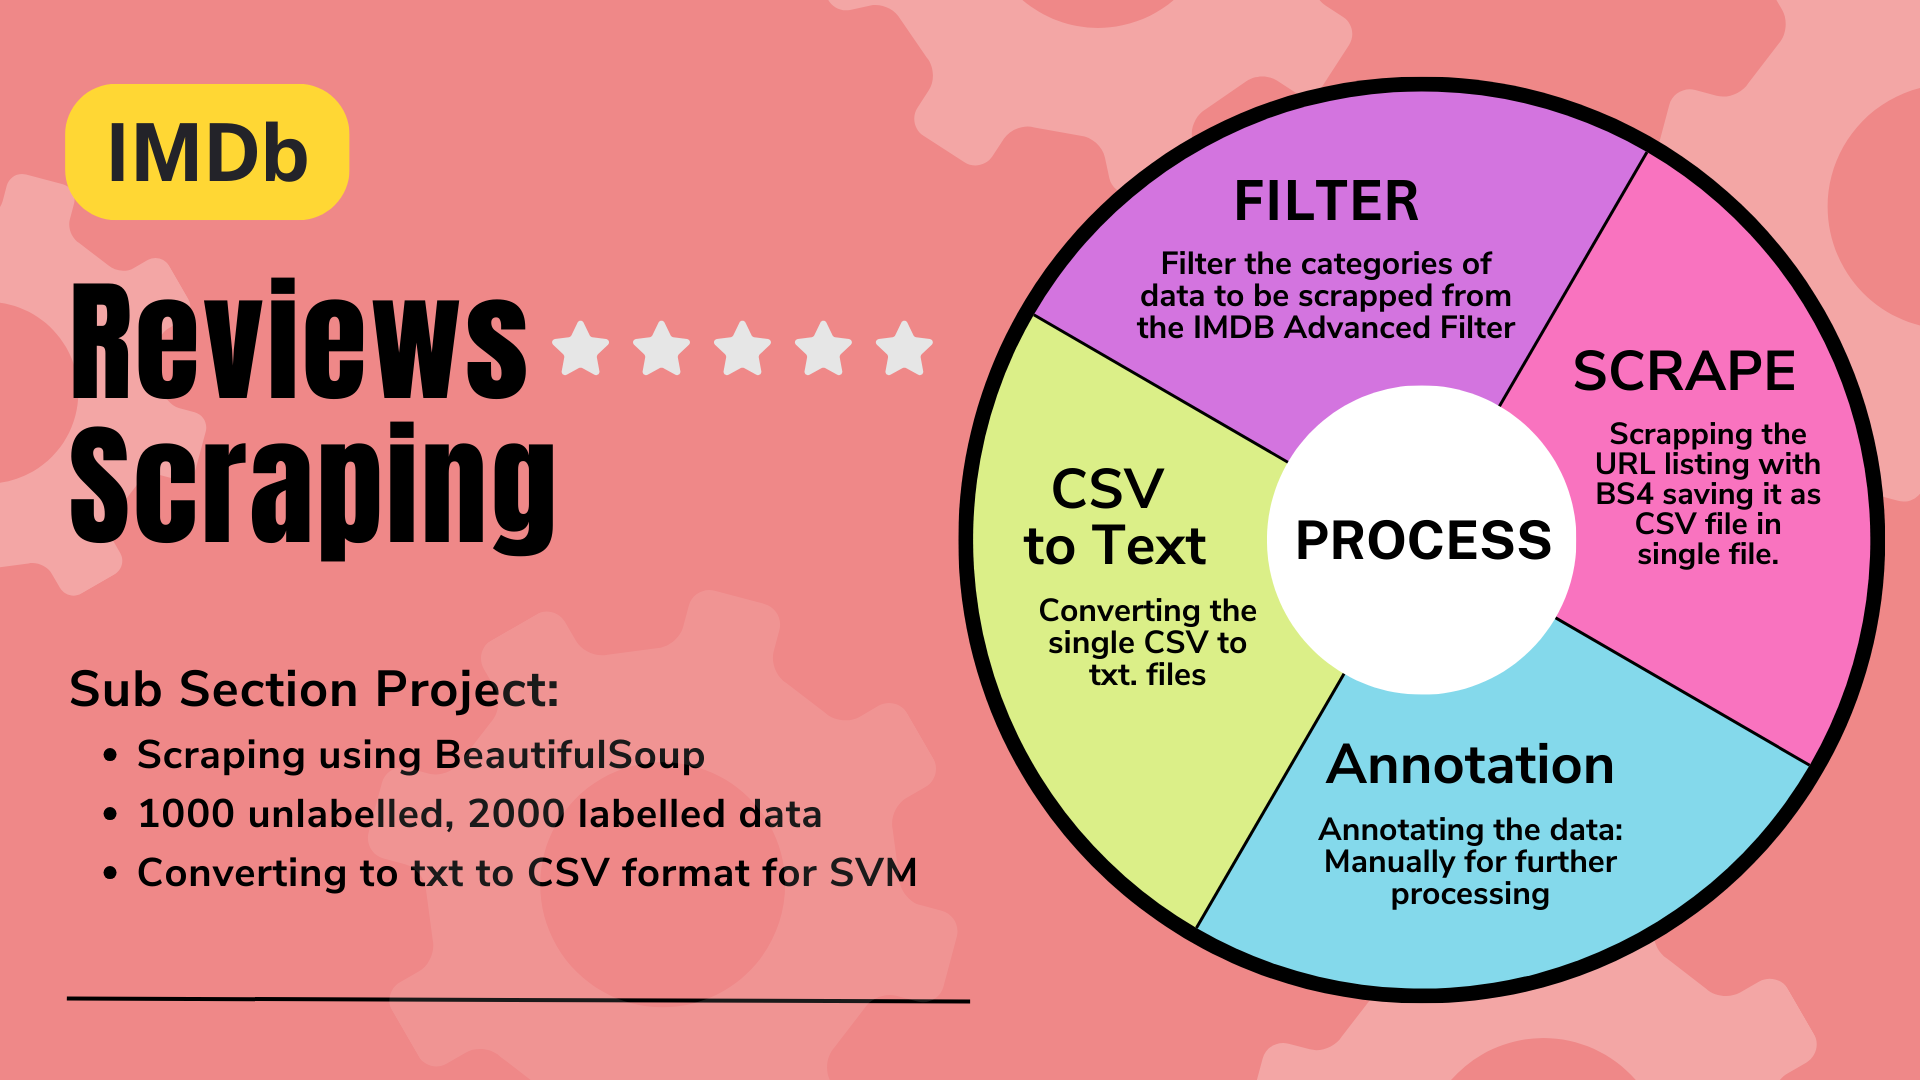 IMDb
Reviews
Scraping
Sub Section Project:
• Scraping using BeautifulSoup
• 1000 unlabelled, 2000 labelled data
• Converting to txt to CSV format for SVM
FILTER
Filter the categories of
data to be scrapped from
the IMDB Advanced Filter
SCRAPE
Scrapping the
URL listing with
BS4 saving it as
CSV file in
single file.
Annotation
Annotating the data:
Manually for further
processing
CSV
to Text
Converting the
single CSV to
txt. files
PROCESS